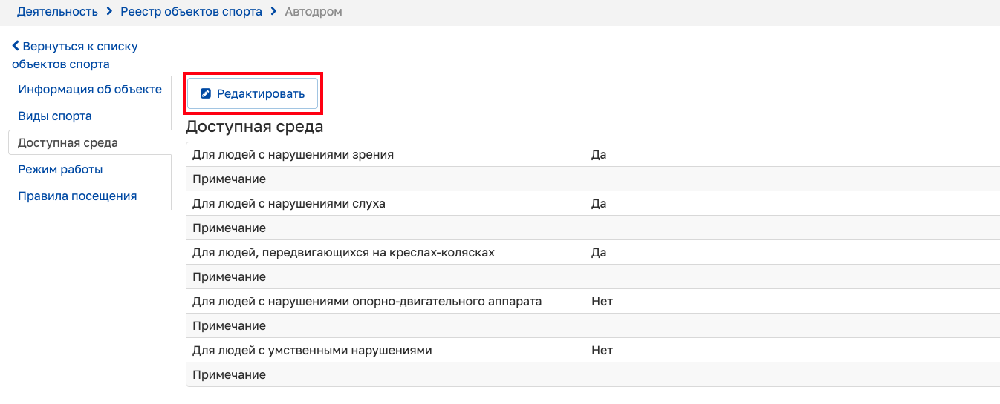 Деятельность > Реестр объектов спорта > Автодром
Вернуться к списку
объектов спорта
Информация об объекте
Виды спорта
Доступная среда
Режим работы
Правила посещения
Редактировать
Доступная среда
Для людей с нарушениями зрения Да
Примечание
Для людей с нарушениями слуха Да
Примечание
Для людей, передвигающихся на креслах-колясках Да
Примечание
Для людей с нарушениями опорно-двигательного аппарата Нет
Примечание
Для людей с умственными нарушениями Нет
Примечание